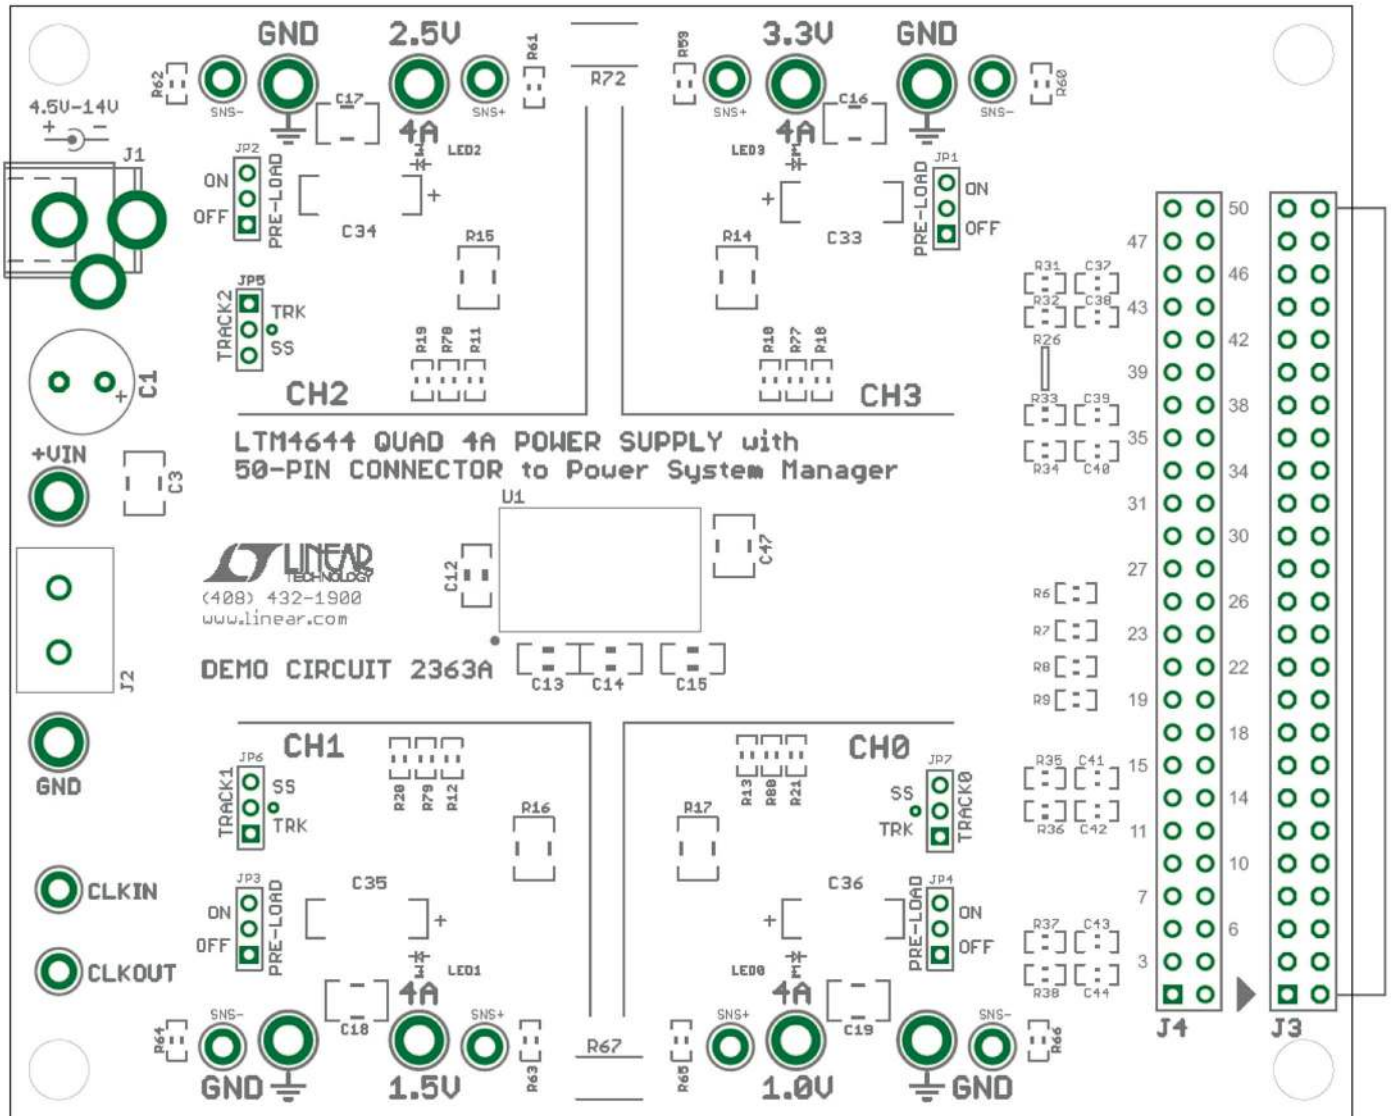 GND
2.5V
3.3V
GND
R62
SNS-
C17
4A
SNS+
R61
R72
R59
SNS+
4A
C16
SNS-
R60
4.5V-14V
+ -
J1
JP2
ON
OFF
PRE-LOAD
LED2
C34
+
LED3
+
C33
JP1
PRE-LOAD
ON
OFF
R15
R14
JP5
TRACK2
TRK
SS
R19
R78
R11
R10
R77
R18
CH2
CH3
C1
+
+VIN
C3
LTM4644 QUAD 4A POWER SUPPLY with
50-PIN CONNECTOR to Power System Manager
U1
C12
C47
LINEAR
TECHNOLOGY
(408) 432-1900
www.linear.com
DEMO CIRCUIT 2363A
C13
C14
C15
J2
GND
R31
C37
R32
C38
R26
R33
C39
R34
C40
R6
R7
R8
R9
R35
C41
R36
C42
R37
C43
R38
C44
50
47
46
43
42
39
38
35
34
31
30
27
26
23
22
19
18
15
14
11
10
7
6
3
J4
J3
CH1
CH0
JP6
TRACK1
SS
TRK
R20
R79
R12
R16
R13
R80
R21
R17
JP7
SS
TRK
TRACK0
CLKIN
CLKOUT
JP3
ON
OFF
PRE-LOAD
C35
+
LED1
4A
C36
+
LED0
4A
JP4
PRE-LOAD
ON
OFF
R64
SNS-
C18
SNS+
R63
R67
R65
SNS+
C19
SNS-
R66
GND
1.5V
1.0V
GND